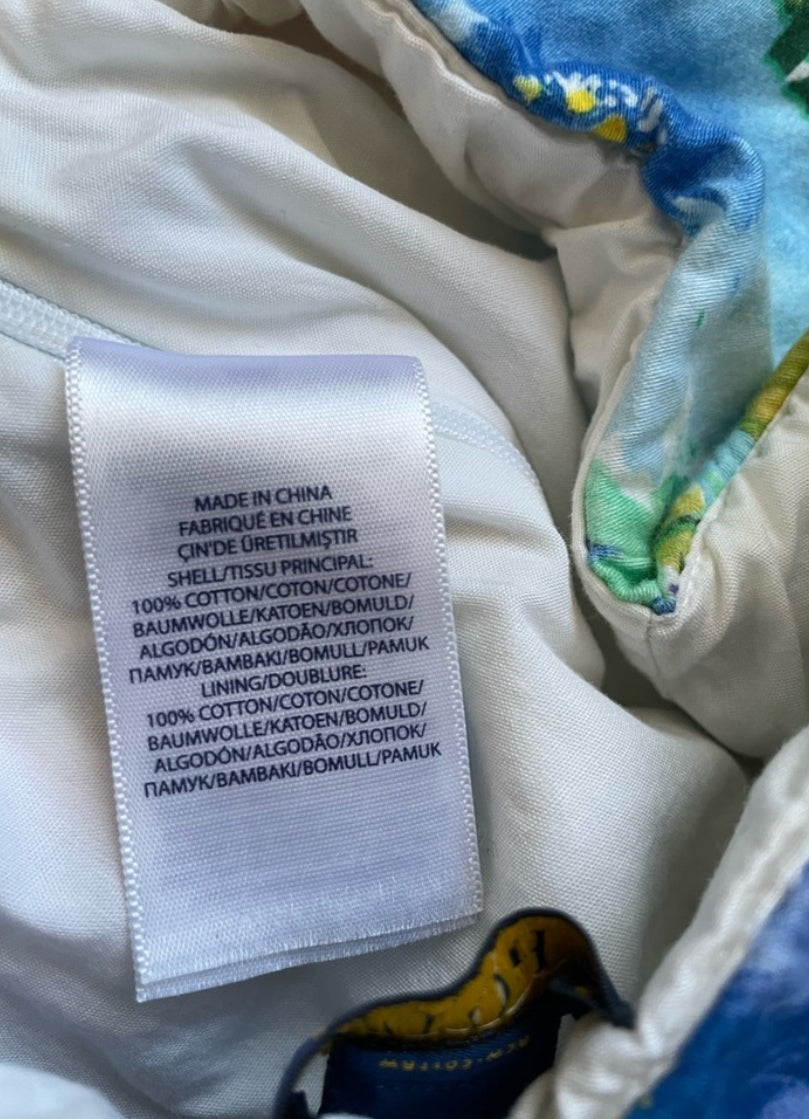 MADE IN CHINA
FABRIQUÉ EN CHINE
ÇIN'DE ÜRETILMIŞTIR
SHELL/TISSU PRINCIPAL:
100% COTTON/COTON/COTONE/
BAUMWOLLE/KATOEN/BOMULD/
ALGODÓN/ALGODÃO/ХЛОПОК/
ПАМУК/BAMBAKI/BOMULL/PAMUK
LINING/DOUBLURE:
100% COTTON/COTON/COTONE/
BAUMWOLLE/KATOEN/BOMULD/
ALGODÓN/ALGODÃO/ХЛОПОК/
ПАМУК/BAMBAKI/BOMULL/PAMUK